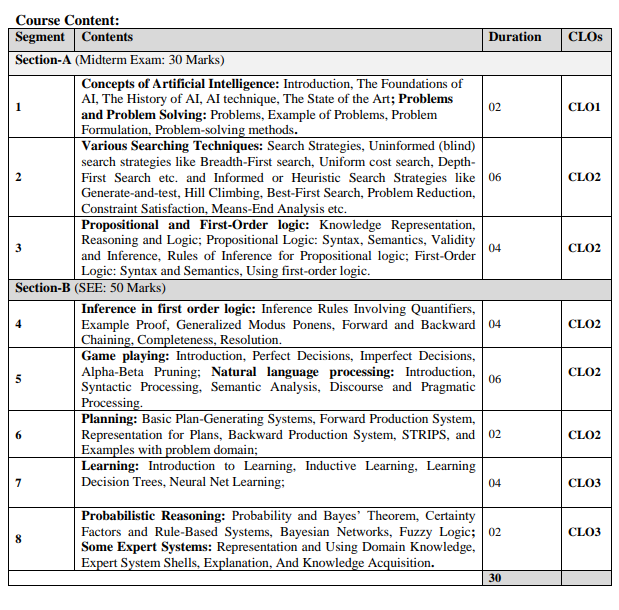 Course Content:
Segment Contents Duration CLOs
Section-A (Midterm Exam: 30 Marks)
1
Concepts of Artificial Intelligence: Introduction, The Foundations of
AI, The History of AI, AI technique, The State of the Art; Problems
and Problem Solving: Problems, Example of Problems, Problem
Formulation, Problem-solving methods.
02
CLO1
2
Various Searching Techniques: Search Strategies, Uninformed (blind)
search strategies like Breadth-First search, Uniform cost search, Depth-
First Search etc. and Informed or Heuristic Search Strategies like
Generate-and-test, Hill Climbing, Best-First Search, Problem Reduction,
Constraint Satisfaction, Means-End Analysis etc.
06
CLO2
3
Propositional and First-Order logic: Knowledge Representation,
Reasoning and Logic; Propositional Logic: Syntax, Semantics, Validity
and Inference, Rules of Inference for Propositional logic; First-Order
Logic: Syntax and Semantics, Using first-order logic.
04
CLO2
Section-B (SEE: 50 Marks)
4
Inference in first order logic: Inference Rules Involving Quantifiers,
Example Proof, Generalized Modus Ponens, Forward and Backward
Chaining, Completeness, Resolution.
04
CLO2
5
Game playing: Introduction, Perfect Decisions, Imperfect Decisions,
Alpha-Beta Pruning; Natural language processing: Introduction,
Syntactic Processing, Semantic Analysis, Discourse and Pragmatic
Processing.
06
CLO2
6
Planning: Basic Plan-Generating Systems, Forward Production System,
Representation for Plans, Backward Production System, STRIPS, and
Examples with problem domain;
02
CLO2
7
Learning: Introduction to Learning, Inductive Learning, Learning
Decision Trees, Neural Net Learning;
04
CLO3
8
Probabilistic Reasoning: Probability and Bayes' Theorem, Certainty
Factors and Rule-Based Systems, Bayesian Networks, Fuzzy Logic;
Some Expert Systems: Representation and Using Domain Knowledge,
Expert System Shells, Explanation, And Knowledge Acquisition.
02
CLO3
30